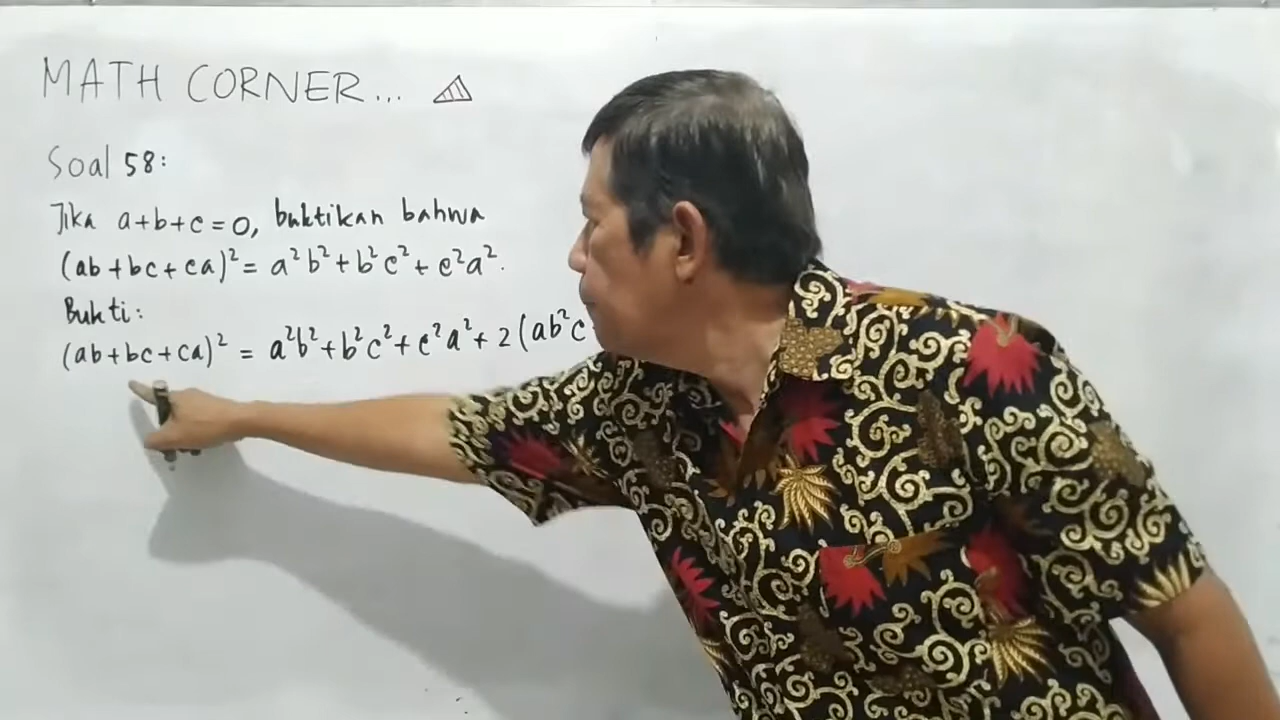 MATH CORNER...
Soal 58:
Jika a+b+c=0, buktikan bahwa
(ab+bc+ca)² = a²b²+b²c²+c²a².
Bukti:
(ab+bc+ca)² = a²b²+b²c²+c²a²+2(ab²c